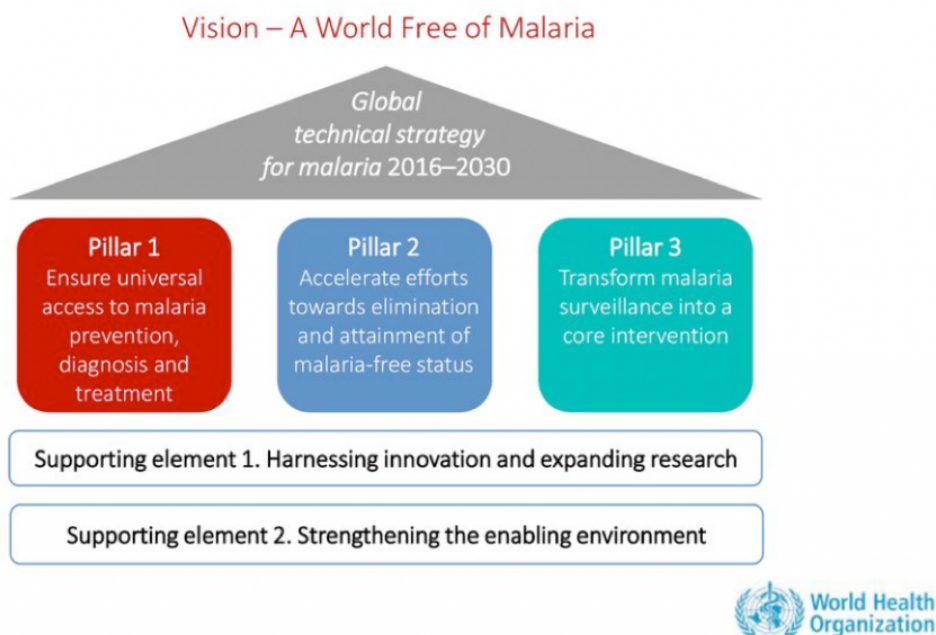 Vision – A World Free of Malaria
Global
technical strategy
for malaria 2016–2030
Pillar 1
Ensure universal
access to malaria
prevention,
diagnosis and
treatment
Pillar 2
Accelerate efforts
towards elimination
and attainment of
malaria-free status
Pillar 3
Transform malaria
surveillance into a
core intervention
Supporting element 1. Harnessing innovation and expanding research
Supporting element 2. Strengthening the enabling environment
World Health
Organization